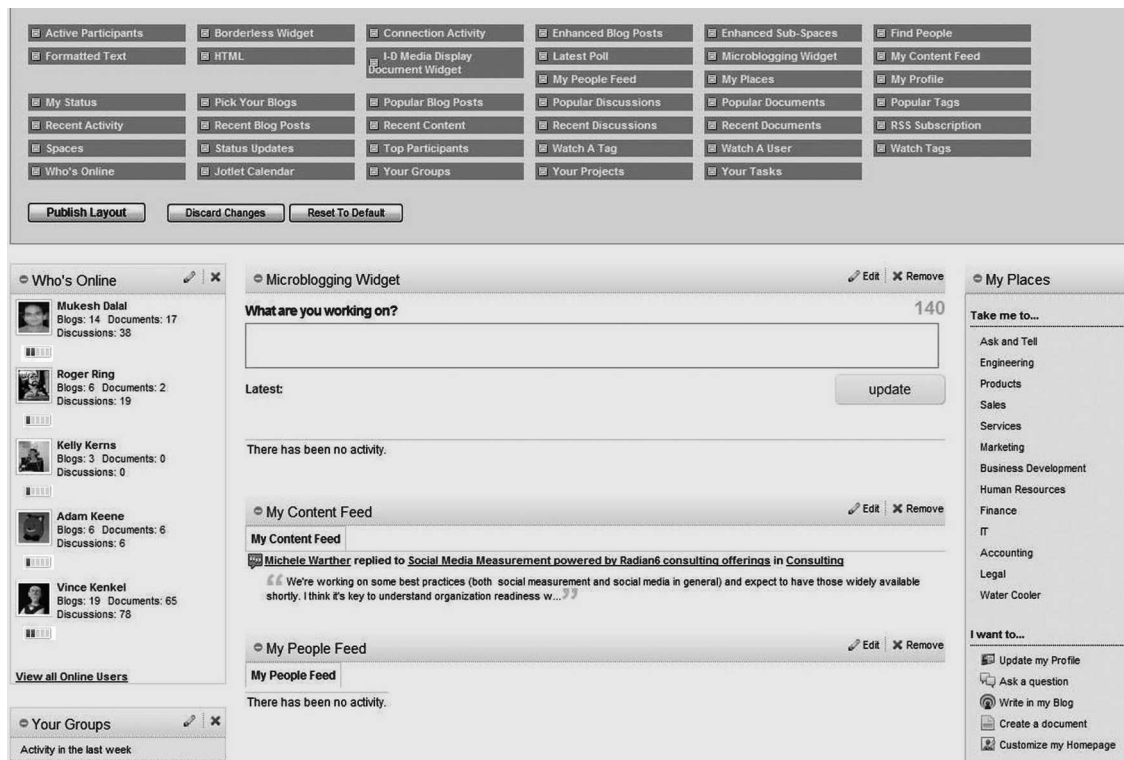 Active Participants
Borderless Widget
Connection Activity
Enhanced Blog Posts
Enhanced Sub-Spaces
Find People
Formatted Text
HTML
I-D Media Display
Document Widget
Latest Poll
Microblogging Widget
My Content Feed
My People Feed
My Places
My Profile
My Status
Pick Your Blogs
Popular Blog Posts
Popular Discussions
Popular Documents
Popular Tags
Recent Activity
Recent Blog Posts
Recent Content
Recent Discussions
Recent Documents
RSS Subscription
Spaces
Status Updates
Top Participants
Watch A Tag
Watch A User
Watch Tags
Who's Online
Jotlet Calendar
Your Groups
Your Projects
Your Tasks
Publish Layout
Discard Changes
Reset To Default
Who's Online
Mukesh Dalal
Blogs: 14 Documents: 17
Discussions: 38
Roger Ring
Blogs: 6 Documents: 2
Discussions: 19
Kelly Kerns
Blogs: 3 Documents: 0
Discussions: 0
Adam Keene
Blogs: 6 Documents: 6
Discussions: 6
Vince Kenkel
Blogs: 19 Documents: 65
Discussions: 78
View all Online Users
Your Groups
Activity in the last week
Microblogging Widget
Edit
Remove
What are you working on?
140
Latest:
update
There has been no activity.
My Content Feed
Edit
Remove
My Content Feed
Michele Warther replied to Social Media Measurement powered by Radian6 consulting offerings in Consulting
“ We're working on some best practices (both social measurement and social media in general) and expect to have those widely available
shortly. I think it's key to understand organization readiness w...”
My People Feed
Edit
Remove
My People Feed
There has been no activity.
My Places
Take me to...
Ask and Tell
Engineering
Products
Sales
Services
Marketing
Business Development
Human Resources
Finance
IT
Accounting
Legal
Water Cooler
I want to...
Update my Profile
Ask a question
Write in my Blog
Create a document
Customize my Homepage